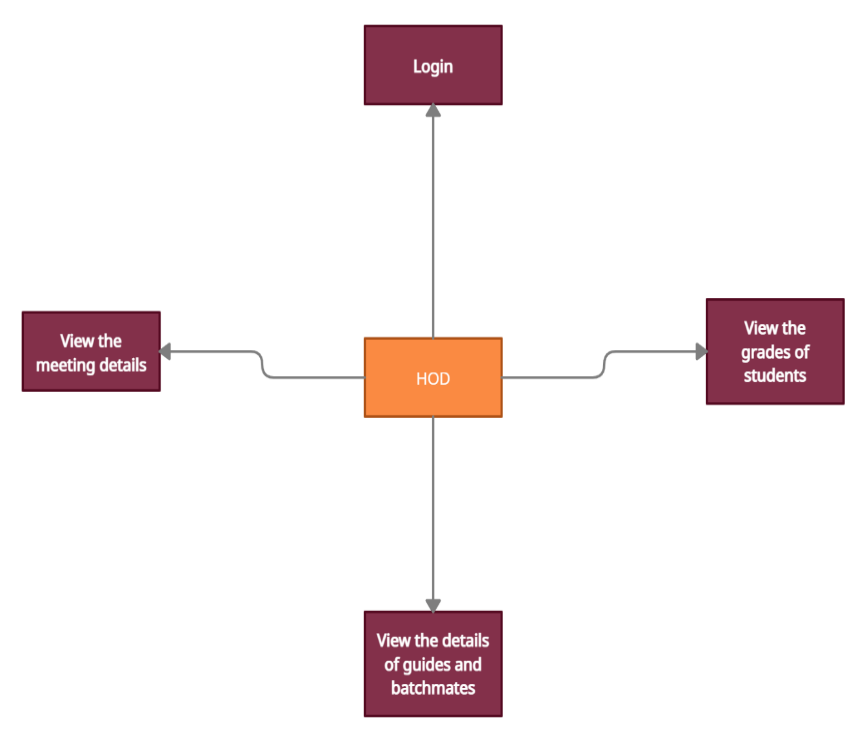 Login
View the
meeting details
HOD
View the
grades of
students
View the details
of guides and
batchmates